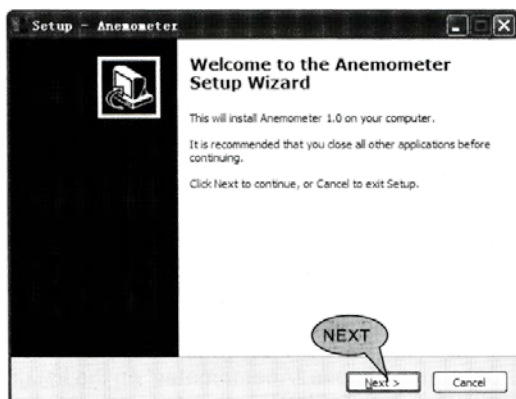 Setup - Anemometer
Welcome to the Anemometer
Setup Wizard
This will install Anemometer 1.0 on your computer.
It is recommended that you close all other applications before
continuing.
Click Next to continue, or Cancel to exit Setup.
NEXT
Next >
Cancel